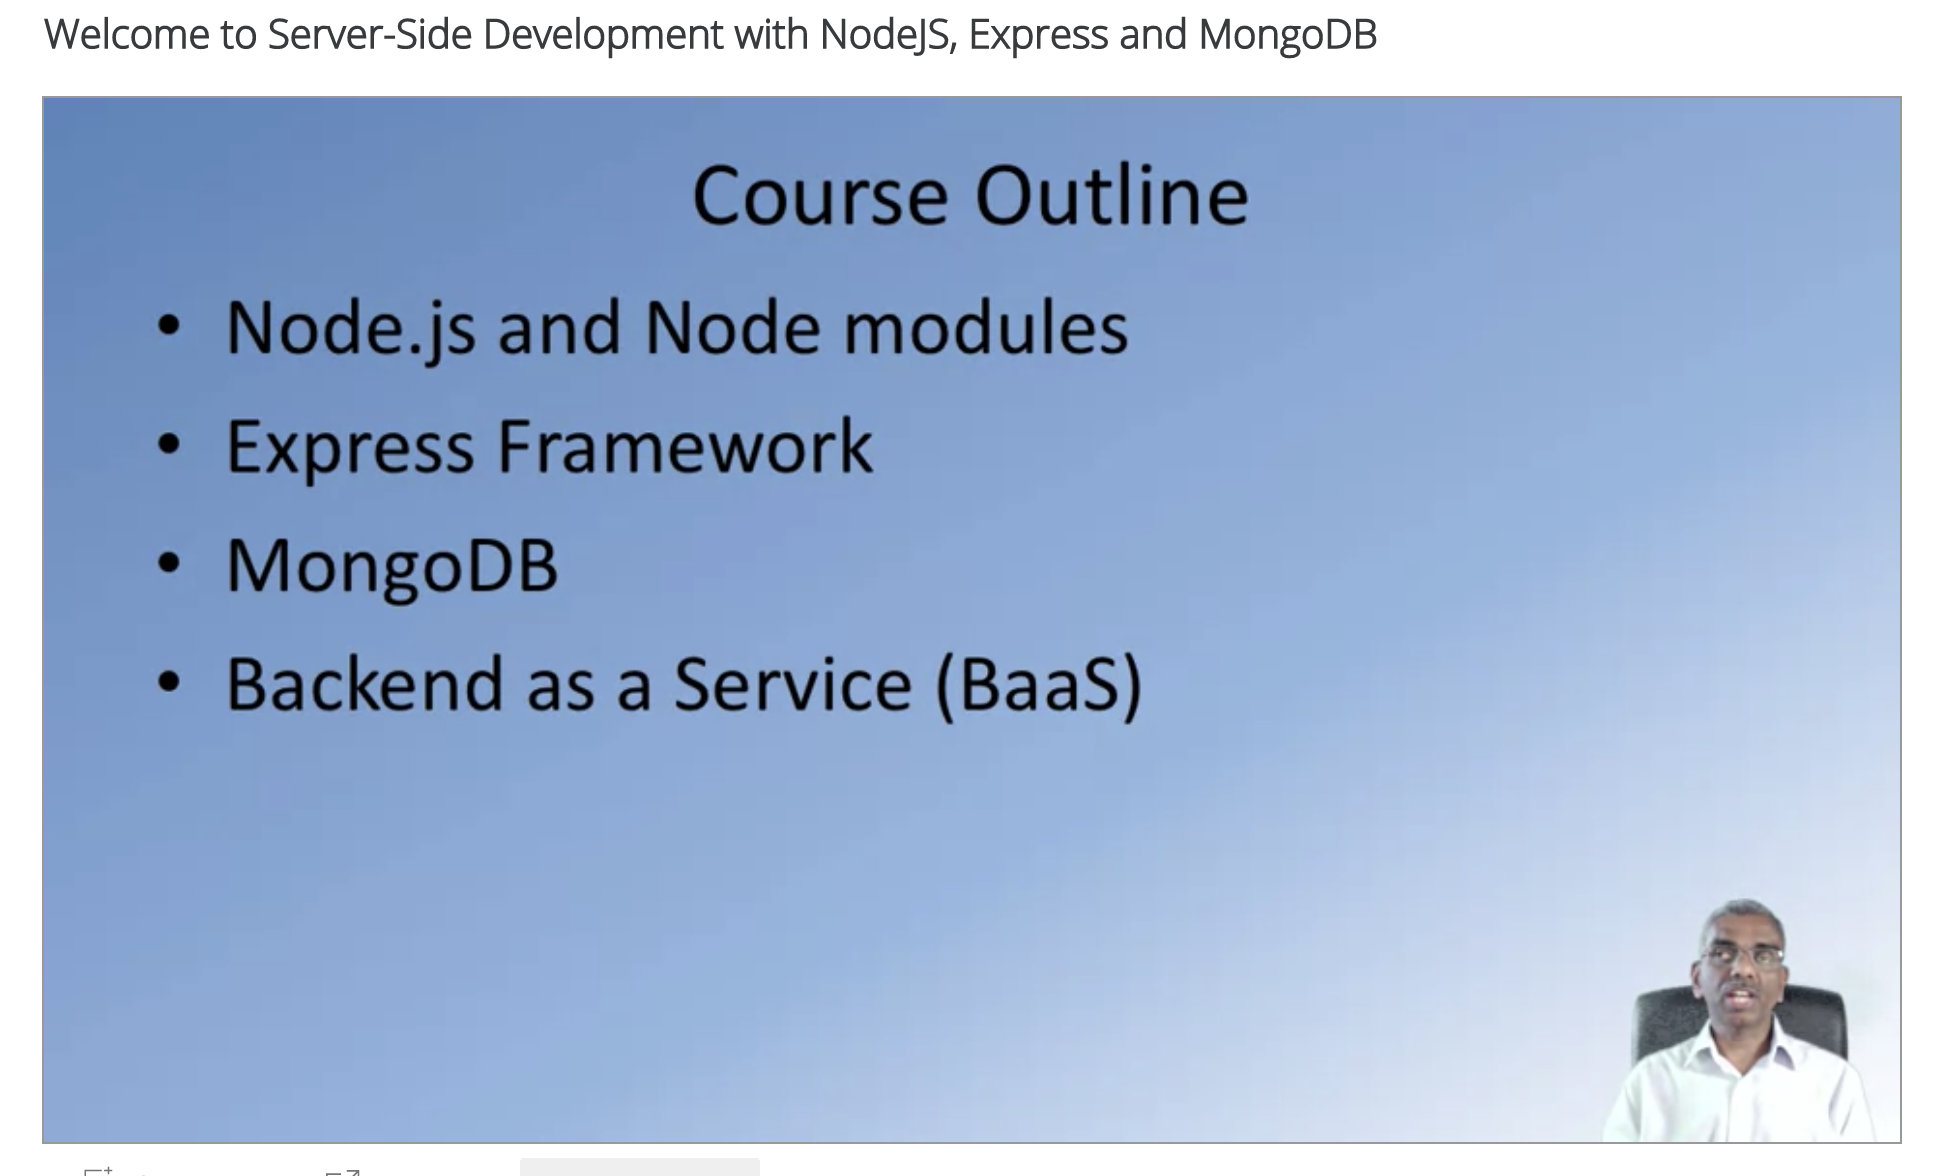 Welcome to Server-Side Development with NodeJS, Express and MongoDB
Course Outline
• Node.js and Node modules
• Express Framework
• MongoDB
• Backend as a Service (BaaS)